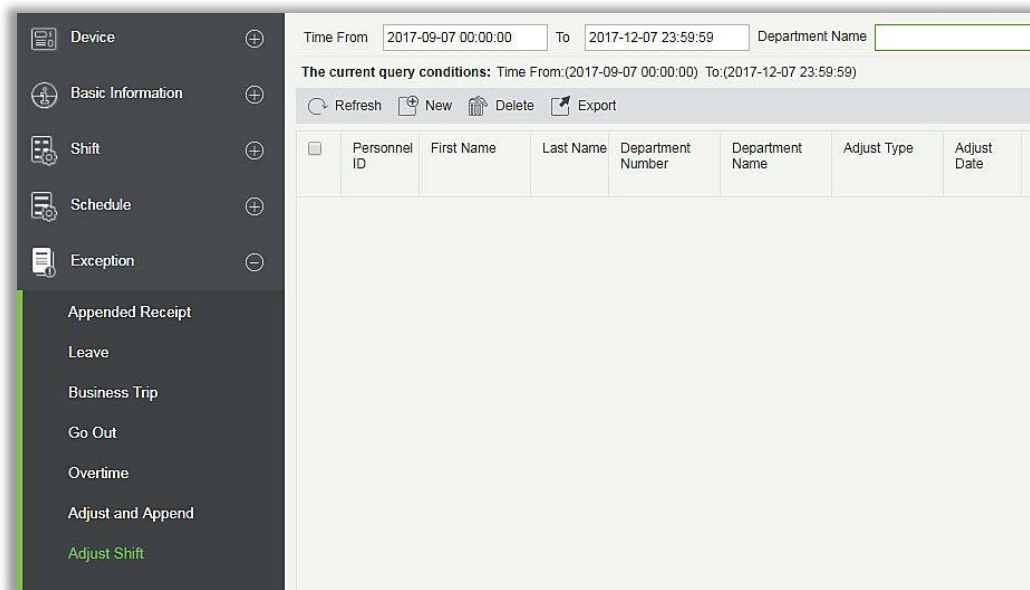 Device
Basic Information
Shift
Schedule
Exception
Appended Receipt
Leave
Business Trip
Go Out
Overtime
Adjust and Append
Adjust Shift
Time From 2017-09-07 00:00:00 To 2017-12-07 23:59:59 Department Name
The current query conditions: Time From:(2017-09-07 00:00:00) To:(2017-12-07 23:59:59)
Refresh New Delete Export
Personnel ID First Name Last Name Department Number Department Name Adjust Type Adjust Date